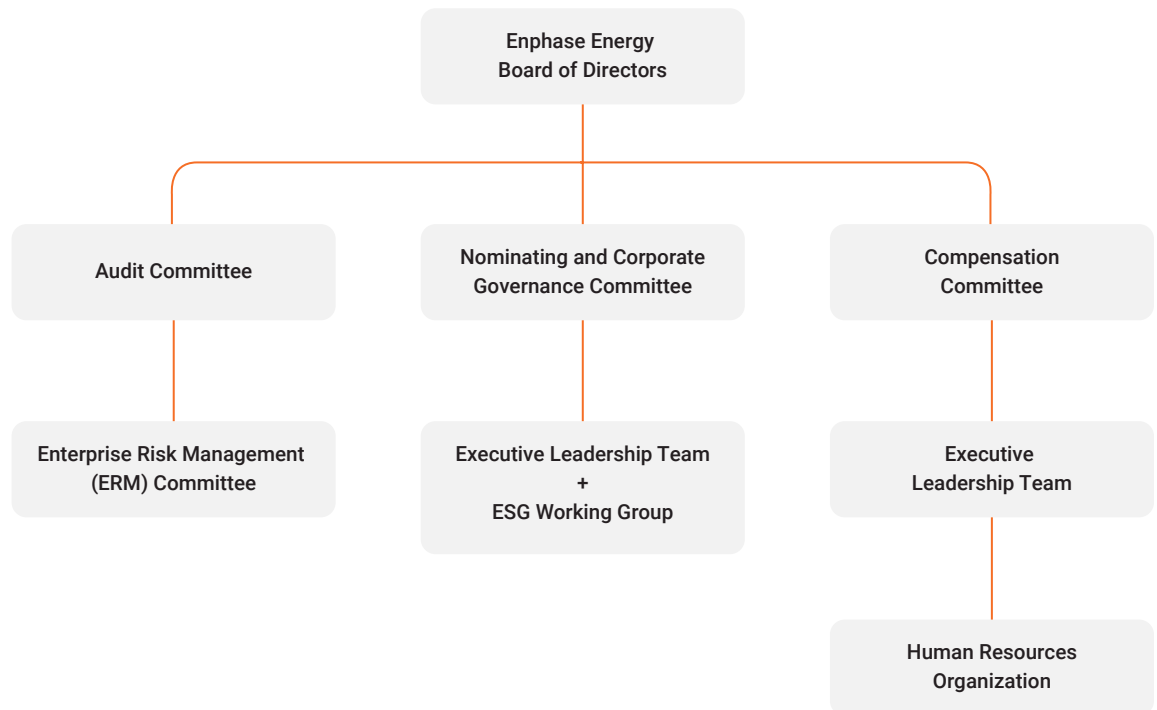 Enphase Energy
Board of Directors
Audit Committee
Nominating and Corporate
Governance Committee
Compensation
Committee
Enterprise Risk Management
(ERM) Committee
Executive Leadership Team
+
ESG Working Group
Executive
Leadership Team
Human Resources
Organization